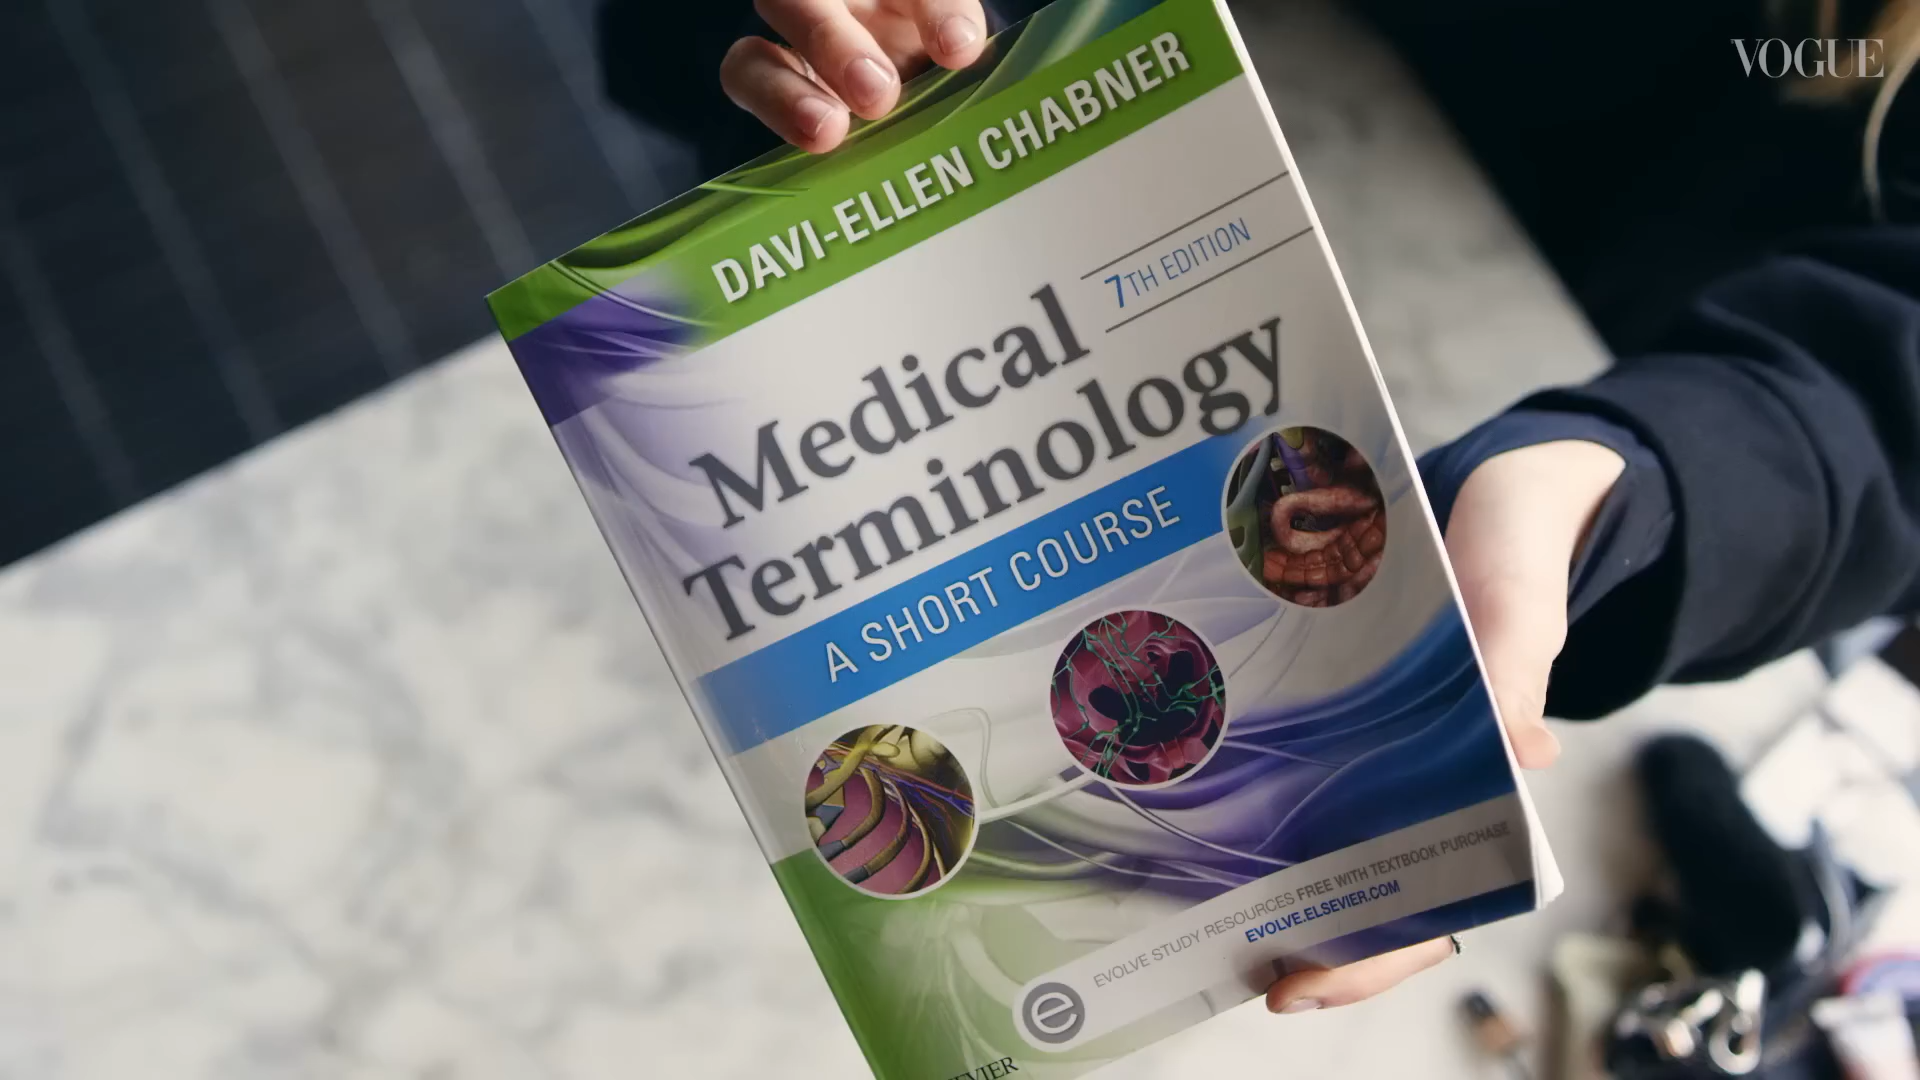 VOGUE
DAVI-ELLEN CHABNER
7TH EDITION
Medical
Terminology
A SHORT COURSE
EVOLVE STUDY RESOURCES FREE WITH TEXTBOOK PURCHASE
EVOLVE.ELSEVIER.COM
e